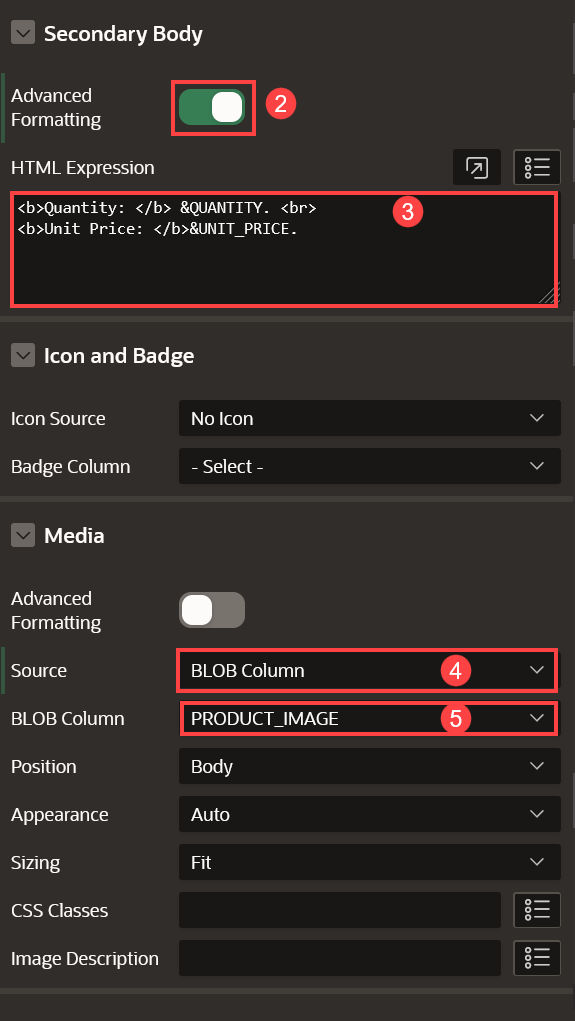 Secondary Body
Advanced
Formatting
2
HTML Expression
<b>Quantity: </b> &QUANTITY. <br>
<b>Unit Price: </b>&UNIT_PRICE.
3
Icon and Badge
Icon Source No Icon
Badge Column - Select -
Media
Advanced
Formatting
Source BLOB Column 4
BLOB Column PRODUCT_IMAGE 5
Position Body
Appearance Auto
Sizing Fit
CSS Classes
Image Description